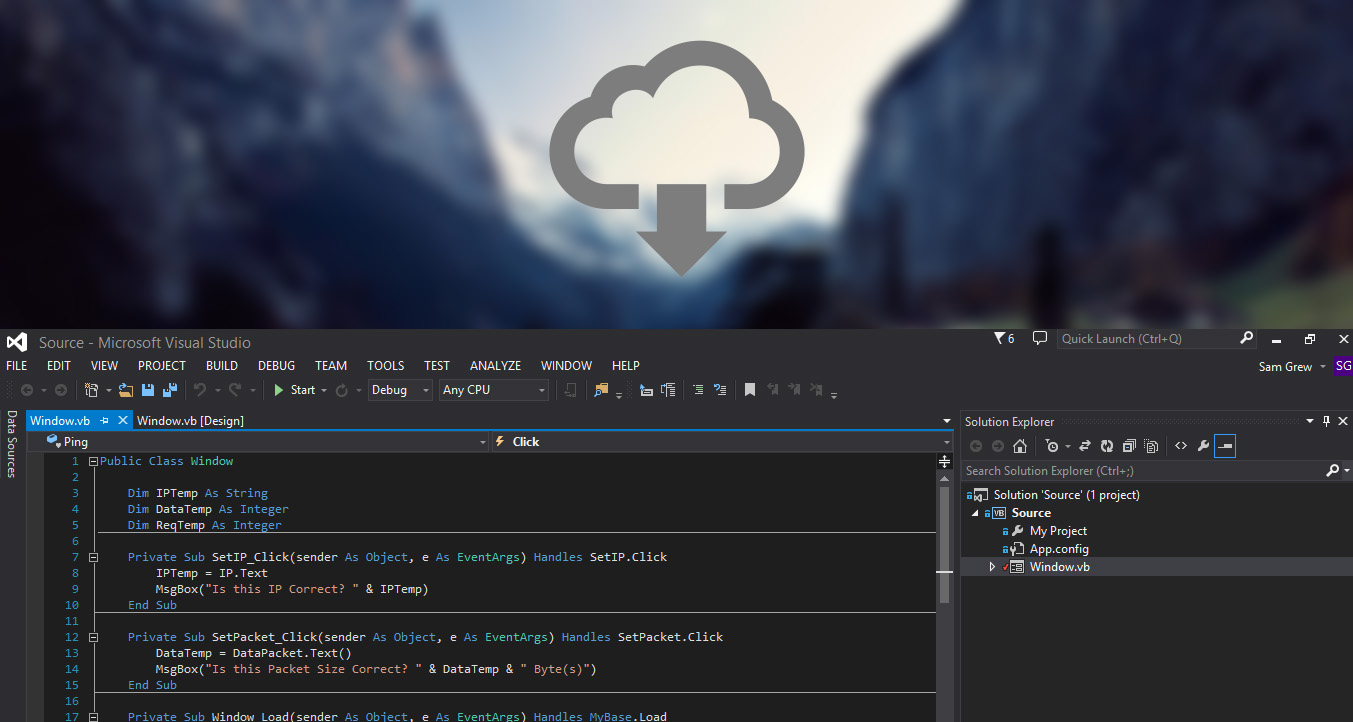 Source - Microsoft Visual Studio
6
Quick Launch (Ctrl+Q)
FILE EDIT VIEW PROJECT BUILD DEBUG TEAM TOOLS TEST ANALYZE WINDOW HELP
Sam Grew SG
Start Debug Any CPU
Data Sources
Window.vb Window.vb [Design]
Ping Click
1 Public Class Window
2
3 Dim IPTemp As String
4 Dim DataTemp As Integer
5 Dim ReqTemp As Integer
6
7 Private Sub SetIP_Click(sender As Object, e As EventArgs) Handles SetIP.Click
8 IPTemp = IP.Text
9 MsgBox("Is this IP Correct? " & IPTemp)
10 End Sub
11
12 Private Sub SetPacket_Click(sender As Object, e As EventArgs) Handles SetPacket.Click
13 DataTemp = DataPacket.Text()
14 MsgBox("Is this Packet Size Correct? " & DataTemp & " Byte(s)")
15 End Sub
16
17 Private Sub Window_Load(sender As Object, e As EventArgs) Handles MyBase.Load
Solution Explorer
Search Solution Explorer (Ctrl+;)
Solution 'Source' (1 project)
VB Source
My Project
App.config
Window.vb